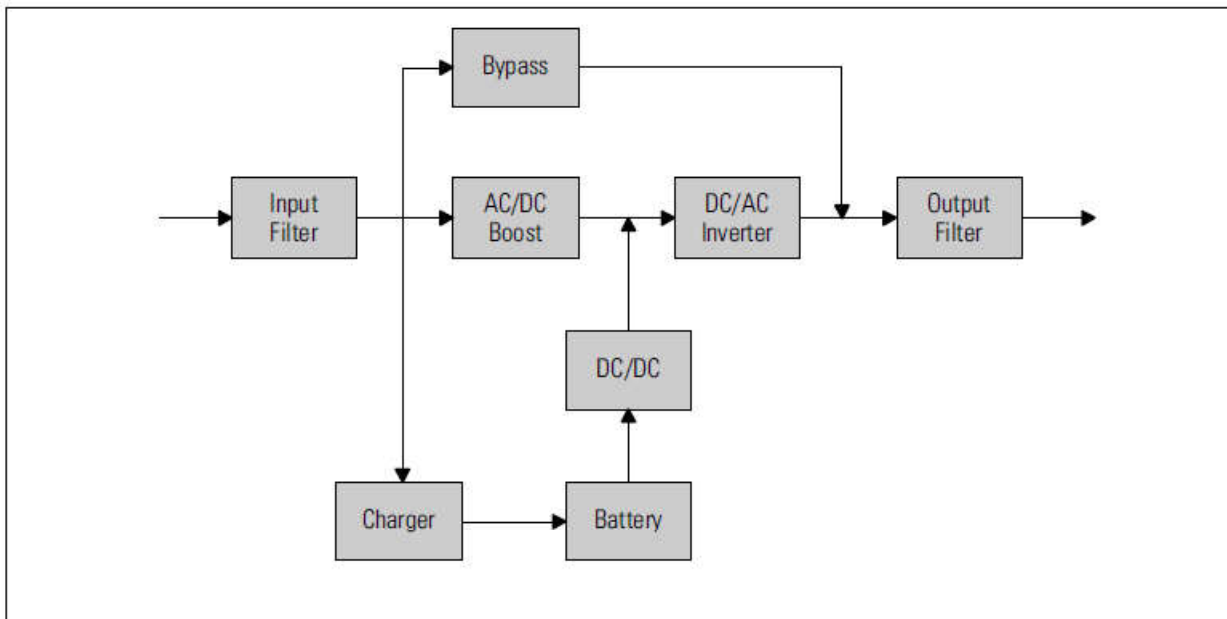 Bypass
Input
Filter
AC/DC
Boost
DC/AC
Inverter
Output
Filter
DC/DC
Charger
Battery